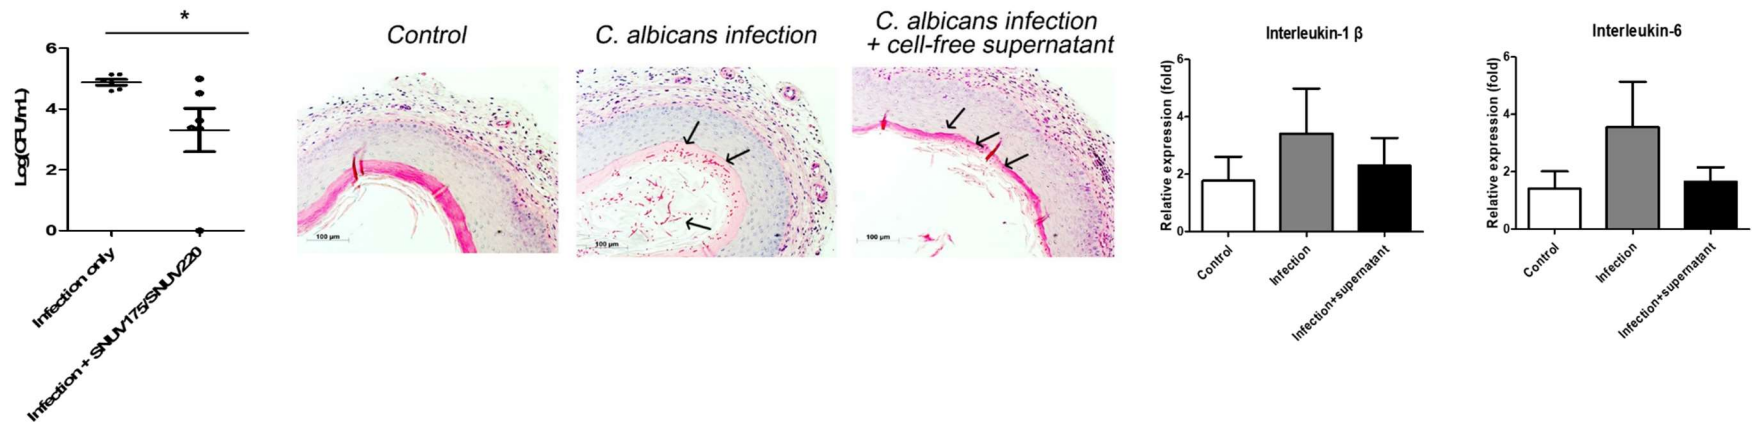 *
6
4
2
0
Log(CFU/mL)
Infection only
Infection + SNUV175/SNUV220
Control
100 µm
C. albicans infection
100 µm
C. albicans infection
+ cell-free supernatant
100 µm
Interleukin-1 β
Relative expression (fold)
6
4
2
0
Control
Infection
Infection+supernatant
Interleukin-6
Relative expression (fold)
6
4
2
0
Control
Infection
Infection+supernatant